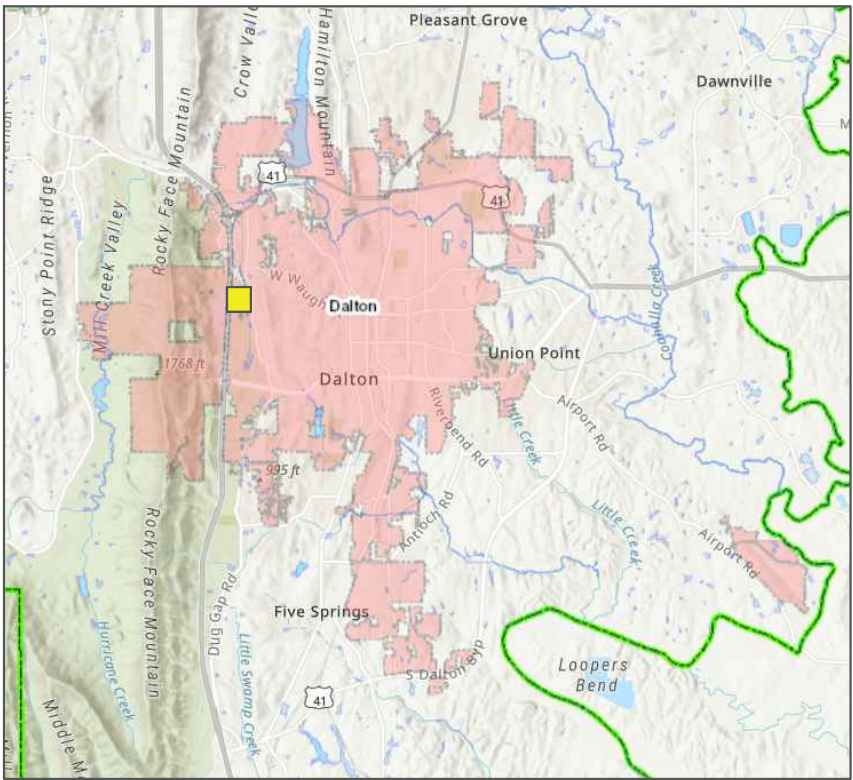 Pleasant Grove
Crow Valle
Hamilton Mountain
Dawnville
41
41
Rocky Face Mountain
Stony Point Ridge
Mill Creek Valley
W Waugh
Dalton
Coahulla Creek
1768 ft
Union Point
Dalton
Riverbend Rd
Little Creek
Airport Rd
995 ft
Antioch Rd
Little Creek
Airport Rd
Rocky Face Mountain
Dug Gap Rd
Five Springs
Hurricane Creek
Little Swamp Creek
S Dalton Byp
Loopers
Bend
41
Middle Mo